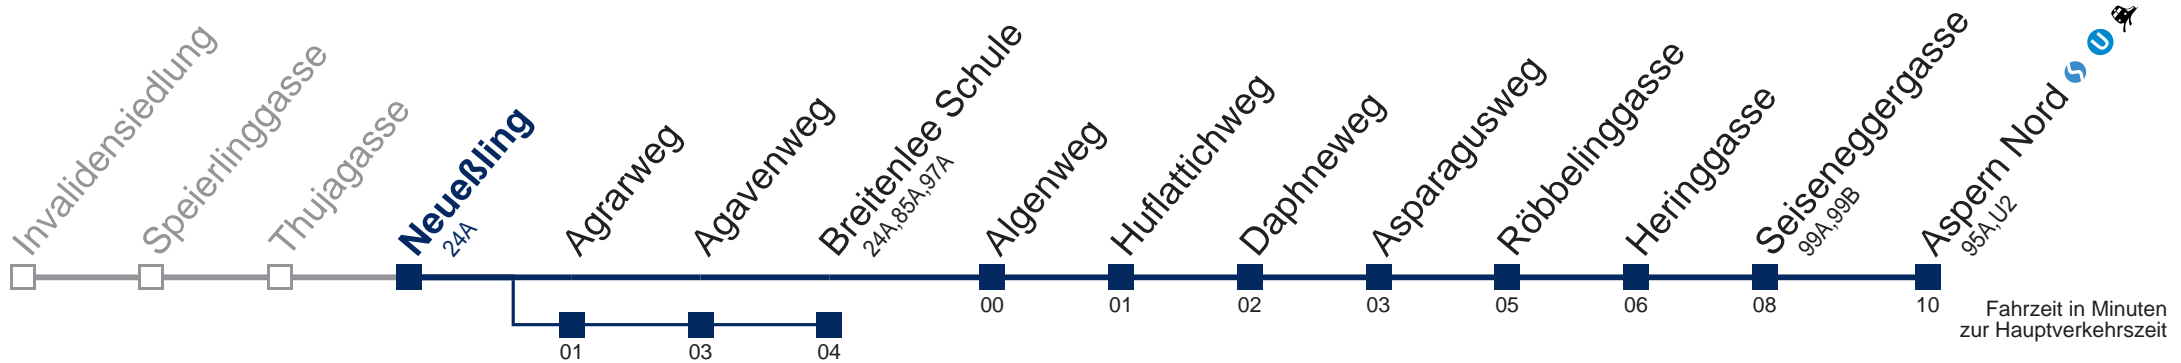 Invalidensiedlung
Speierlinggasse
Thujagasse
Neueßling
24A
Agrarweg
Agavenweg
Breitenlee Schule
24A,85A,97A
Algenweg
Huflattichweg
Daphneweg
Asparagusweg
Röbbelinggasse
Heringgasse
Seiseneggergasse
99A,99B
Aspern Nord S U
95A,U2
00 01 02 03 05 06 08 10
01 03 04
Fahrzeit in Minuten
zur Hauptverkehrszeit